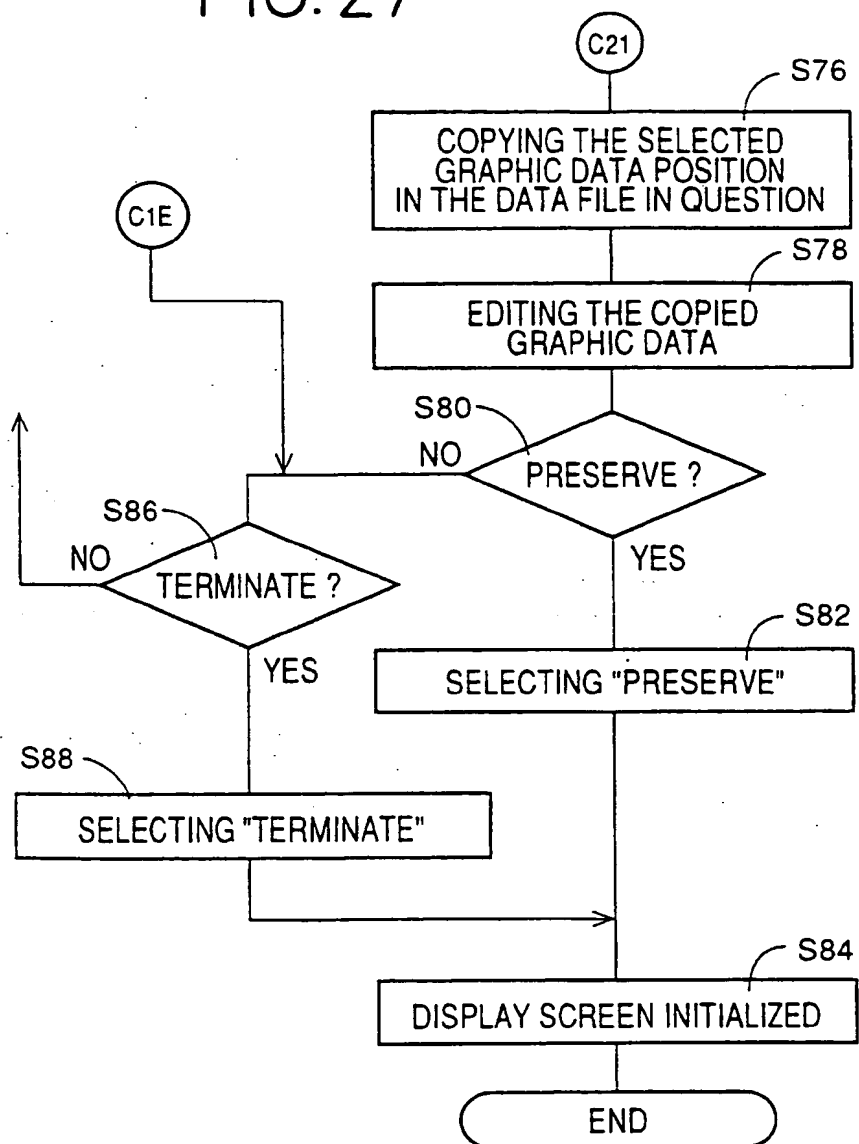 FIG. 27
C21
S76
COPYING THE SELECTED
GRAPHIC DATA POSITION
IN THE DATA FILE IN QUESTION
C1E
S78
EDITING THE COPIED
GRAPHIC DATA
S80
NO
PRESERVE ?
S86
NO
TERMINATE ?
YES
YES
S82
SELECTING "PRESERVE"
S88
SELECTING "TERMINATE"
S84
DISPLAY SCREEN INITIALIZED
END